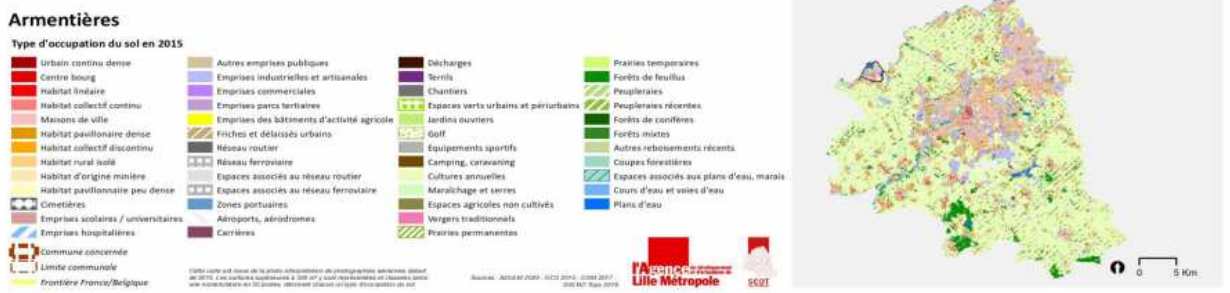 Armentières
Type d'occupation du sol en 2015
Urbain continu dense
Centre bourg
Habitat linéaire
Habitat collectif continu
Maisons de ville
Habitat pavillonaire dense
Habitat collectif discontinu
Habitat rural isolé
Habitat d'origine minière
Habitat pavillonnaire peu dense
Cimetières
Emprises scolaires / universitaires
Emprises hospitalières
Commune concernée
Limite communale
Frontière France/Belgique
Autres emprises publiques
Emprises industrielles et artisanales
Emprises commerciales
Emprises parcs tertiaires
Emprises des bâtiments d'activité agricole
Friches et délaissés urbains
Réseau routier
Réseau ferroviaire
Espaces associés au réseau routier
Espaces associés au réseau ferroviaire
Zones portuaires
Aéroports, aérodromes
Carrières
Décharges
Terrils
Chantiers
Espaces verts urbains et périurbains
Jardins ouvriers
Golf
Equipements sportifs
Camping, caravaning
Cultures annuelles
Maraîchage et serres
Espaces agricoles non cultivés
Vergers traditionnels
Prairies permanentes
Prairies temporaires
Forêts de feuillus
Peupleraies
Peupleraies récentes
Forêts de conifères
Forêts mixtes
Autres reboisements récents
Coupes forestières
Espaces associés aux plans d'eau, marais
Cours d'eau et voies d'eau
Plans d'eau
l'Agence de développement et d'urbanisme de
Lille Métropole
SCOT
0 5 Km